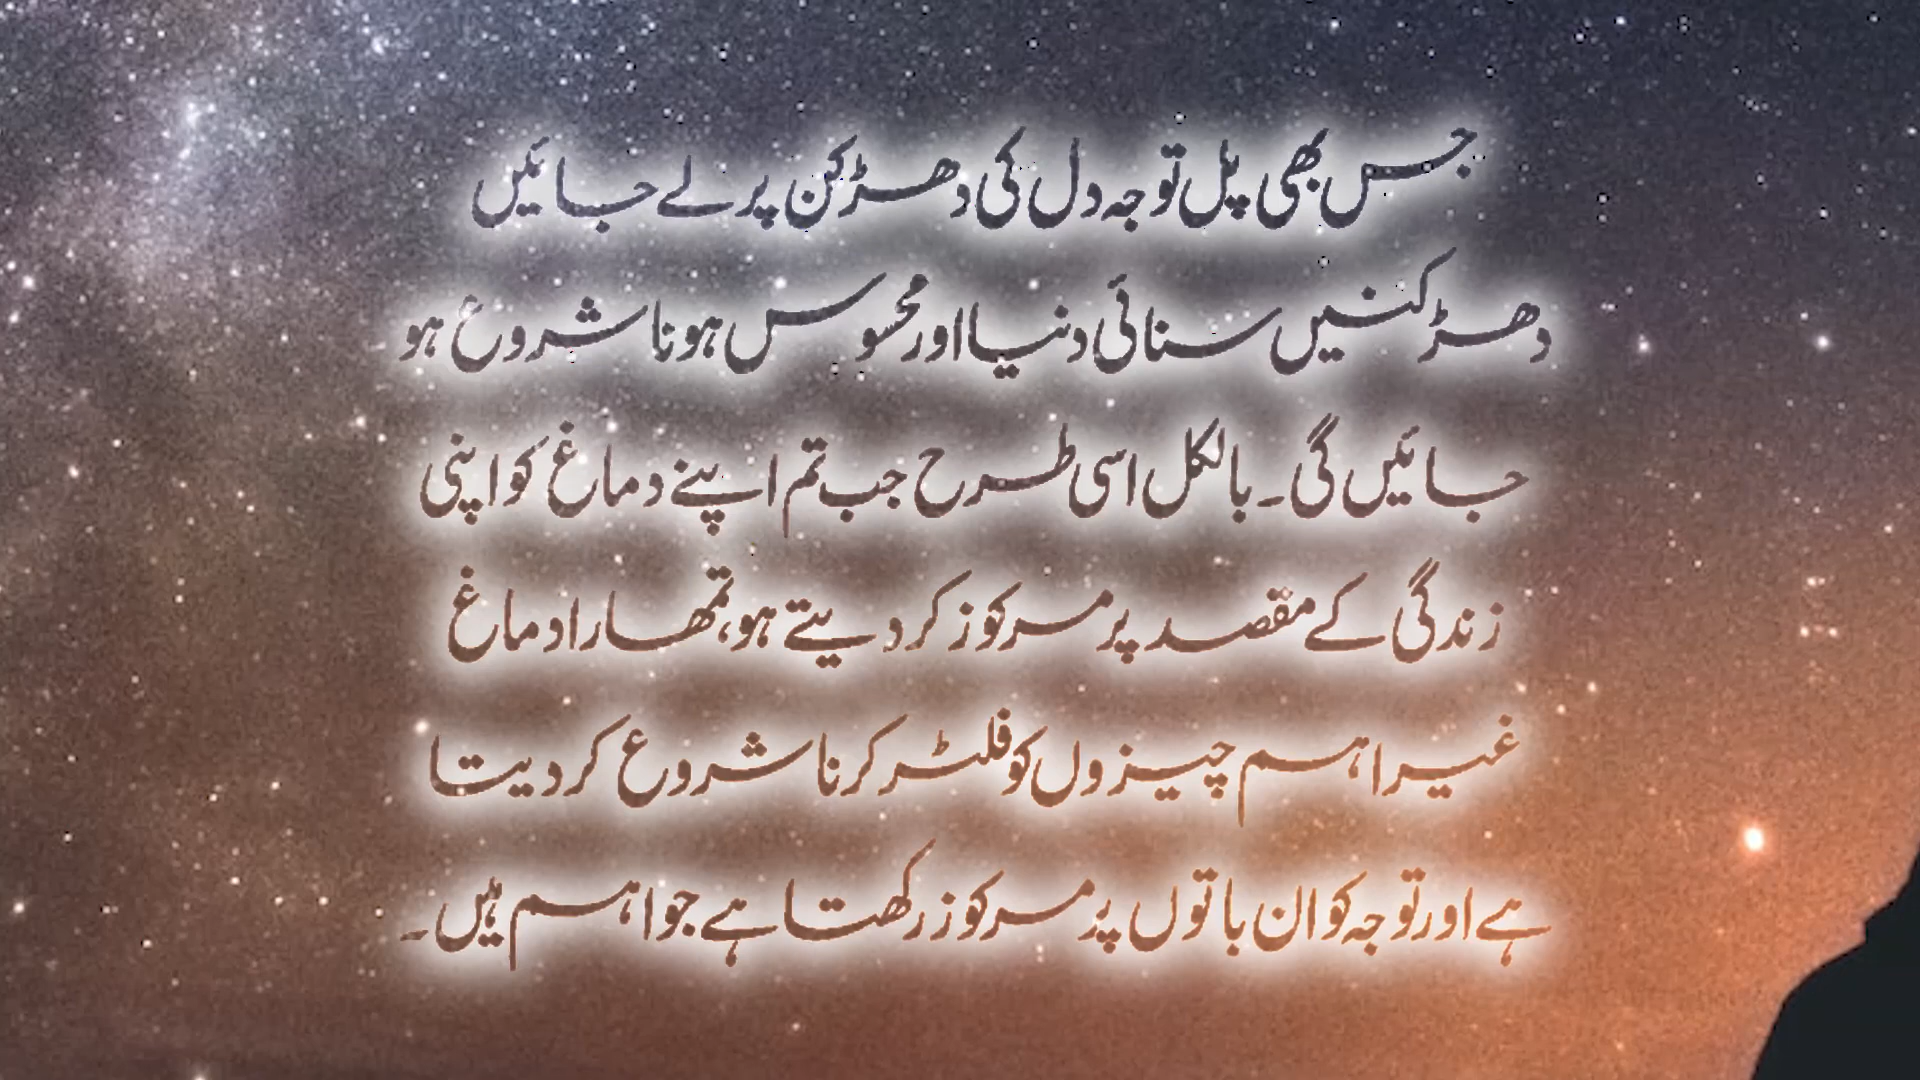 جس بھی پل توجہ دل کی دھڑکن پر لے جائیں
دھڑکنیں سنائی دنیا اور محسوس ہونا شروع ہو
جائیں گی۔ بالکل اسی طرح جب تم اپنے دماغ کو اپنی
زندگی کے مقصد پر مرکوز کر دیتے ہو، تمھارا دماغ
غیر اہم چیزوں کو فلٹر کرنا شروع کر دیتا
ہے اور توجہ کو ان باتوں پر مرکوز رکھتا ہے جو اہم ہیں۔